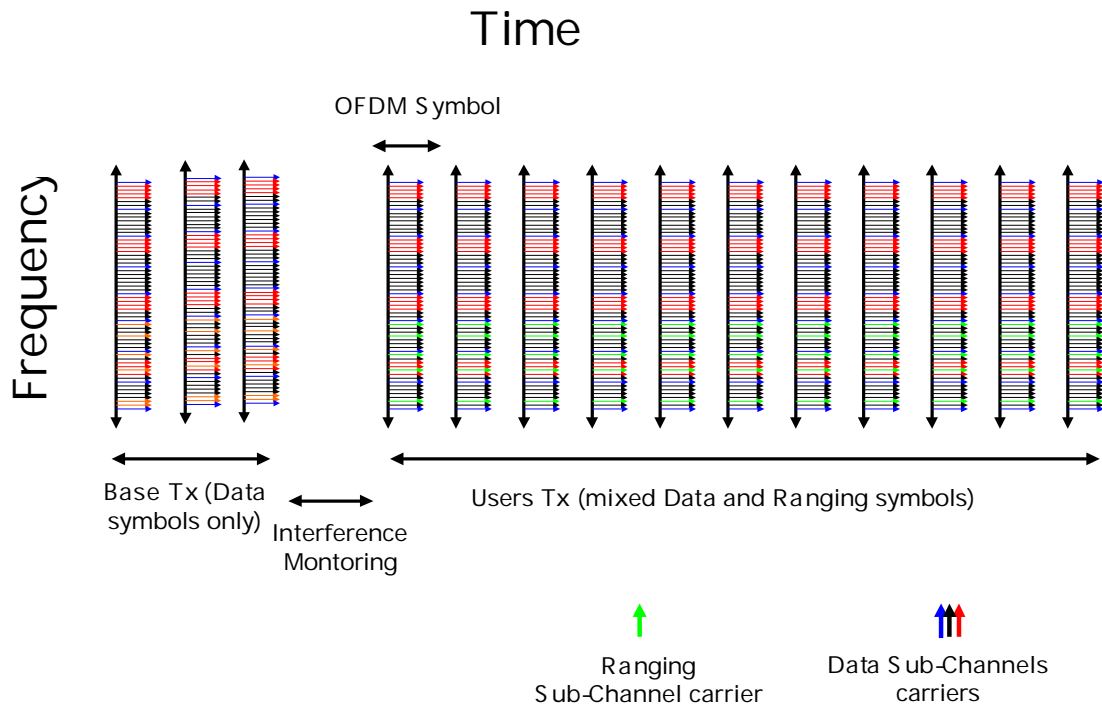 Time
OFDM Symbol
Frequency
Base Tx (Data
symbols only)
Interference
Montoring
Users Tx (mixed Data and Ranging symbols)
Ranging
Sub-Channel carrier
Data Sub-Channels
carriers